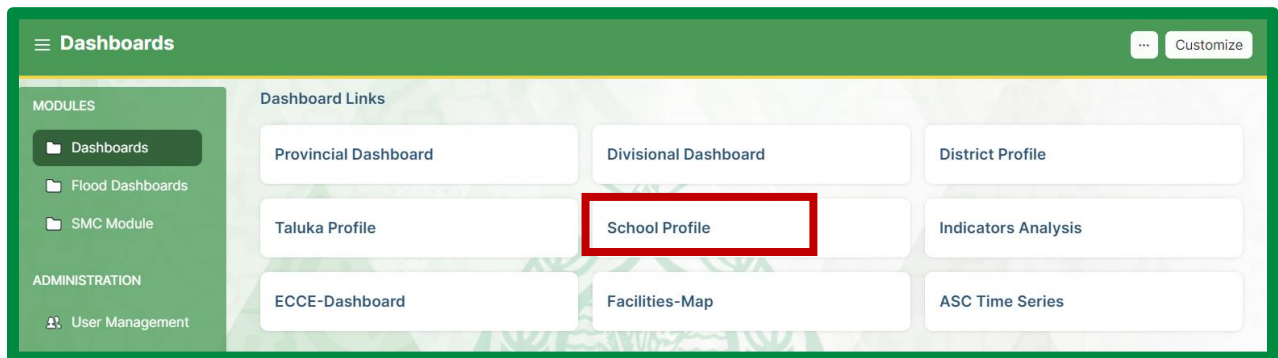 Dashboards
... Customize
MODULES
Dashboards
Flood Dashboards
SMC Module
ADMINISTRATION
User Management
Dashboard Links
Provincial Dashboard
Divisional Dashboard
District Profile
Taluka Profile
School Profile
Indicators Analysis
ECCE-Dashboard
Facilities-Map
ASC Time Series